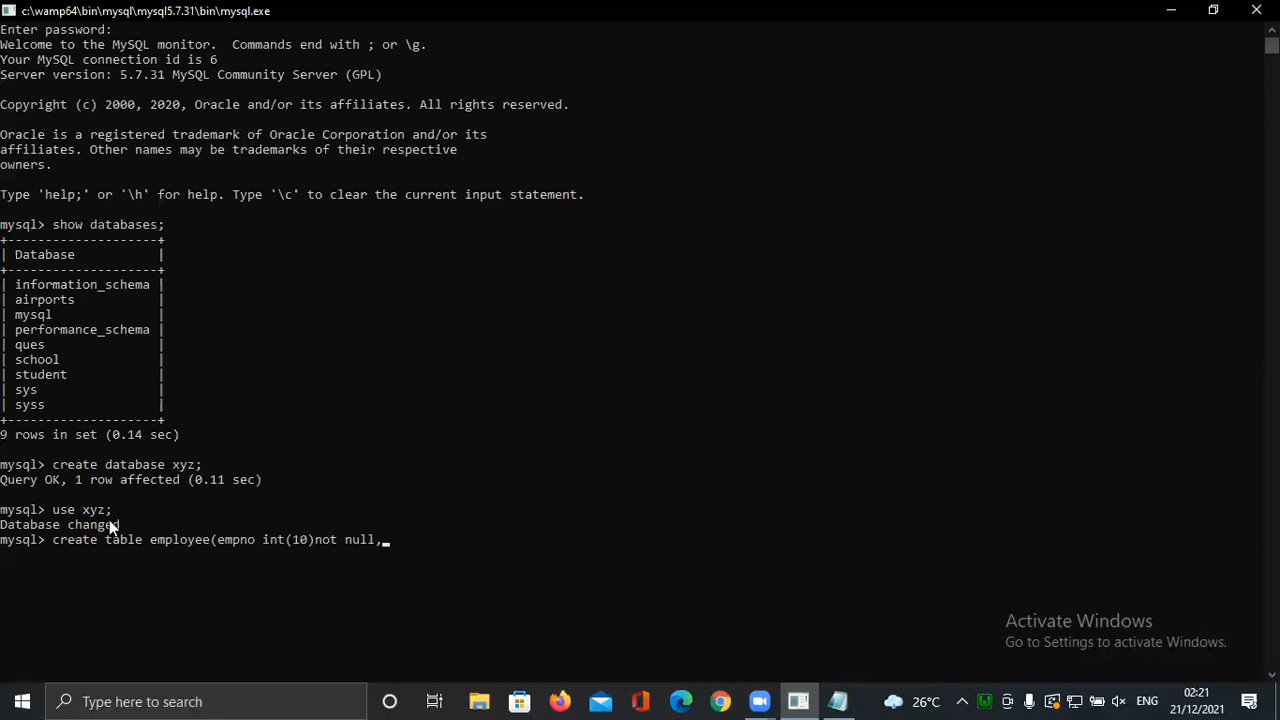 c:\wamp64\bin\mysql\mysql5.7.31\bin\mysql.exe
Enter password:
Welcome to the MySQL monitor.  Commands end with ; or \g.
Your MySQL connection id is 6
Server version: 5.7.31 MySQL Community Server (GPL)
Copyright (c) 2000, 2020, Oracle and/or its affiliates. All rights reserved.
Oracle is a registered trademark of Oracle Corporation and/or its
affiliates. Other names may be trademarks of their respective
owners.
Type 'help;' or '\h' for help. Type '\c' to clear the current input statement.
mysql> show databases;
+--------------------+
| Database           |
+--------------------+
| information_schema |
| airports           |
| mysql              |
| performance_schema |
| ques               |
| school             |
| student            |
| sys                |
| syss               |
+--------------------+
9 rows in set (0.14 sec)
mysql> create database xyz;
Query OK, 1 row affected (0.11 sec)
mysql> use xyz;
Database changed
mysql> create table employee(empno int(10)not null,_
Activate Windows
Go to Settings to activate Windows.
Type here to search
26°C
ENG
02:21
21/12/2021